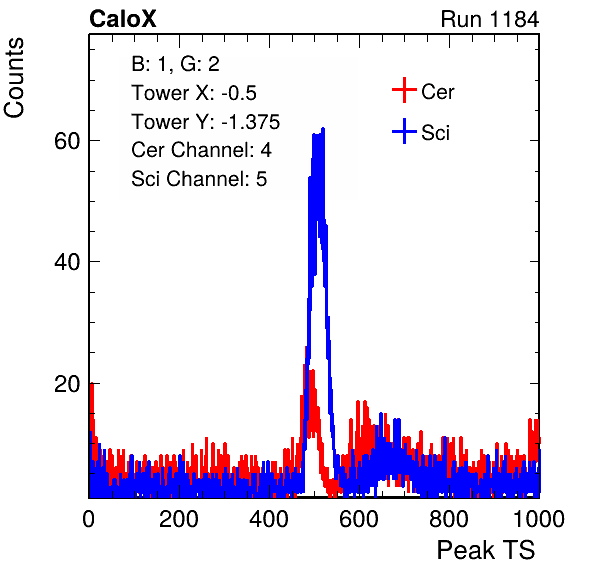 CaloX Run 1184
Counts
B: 1, G: 2
Tower X: -0.5
Tower Y: -1.375
Cer Channel: 4
Sci Channel: 5
Cer
Sci
60
40
20
0 200 400 600 800 1000
Peak TS